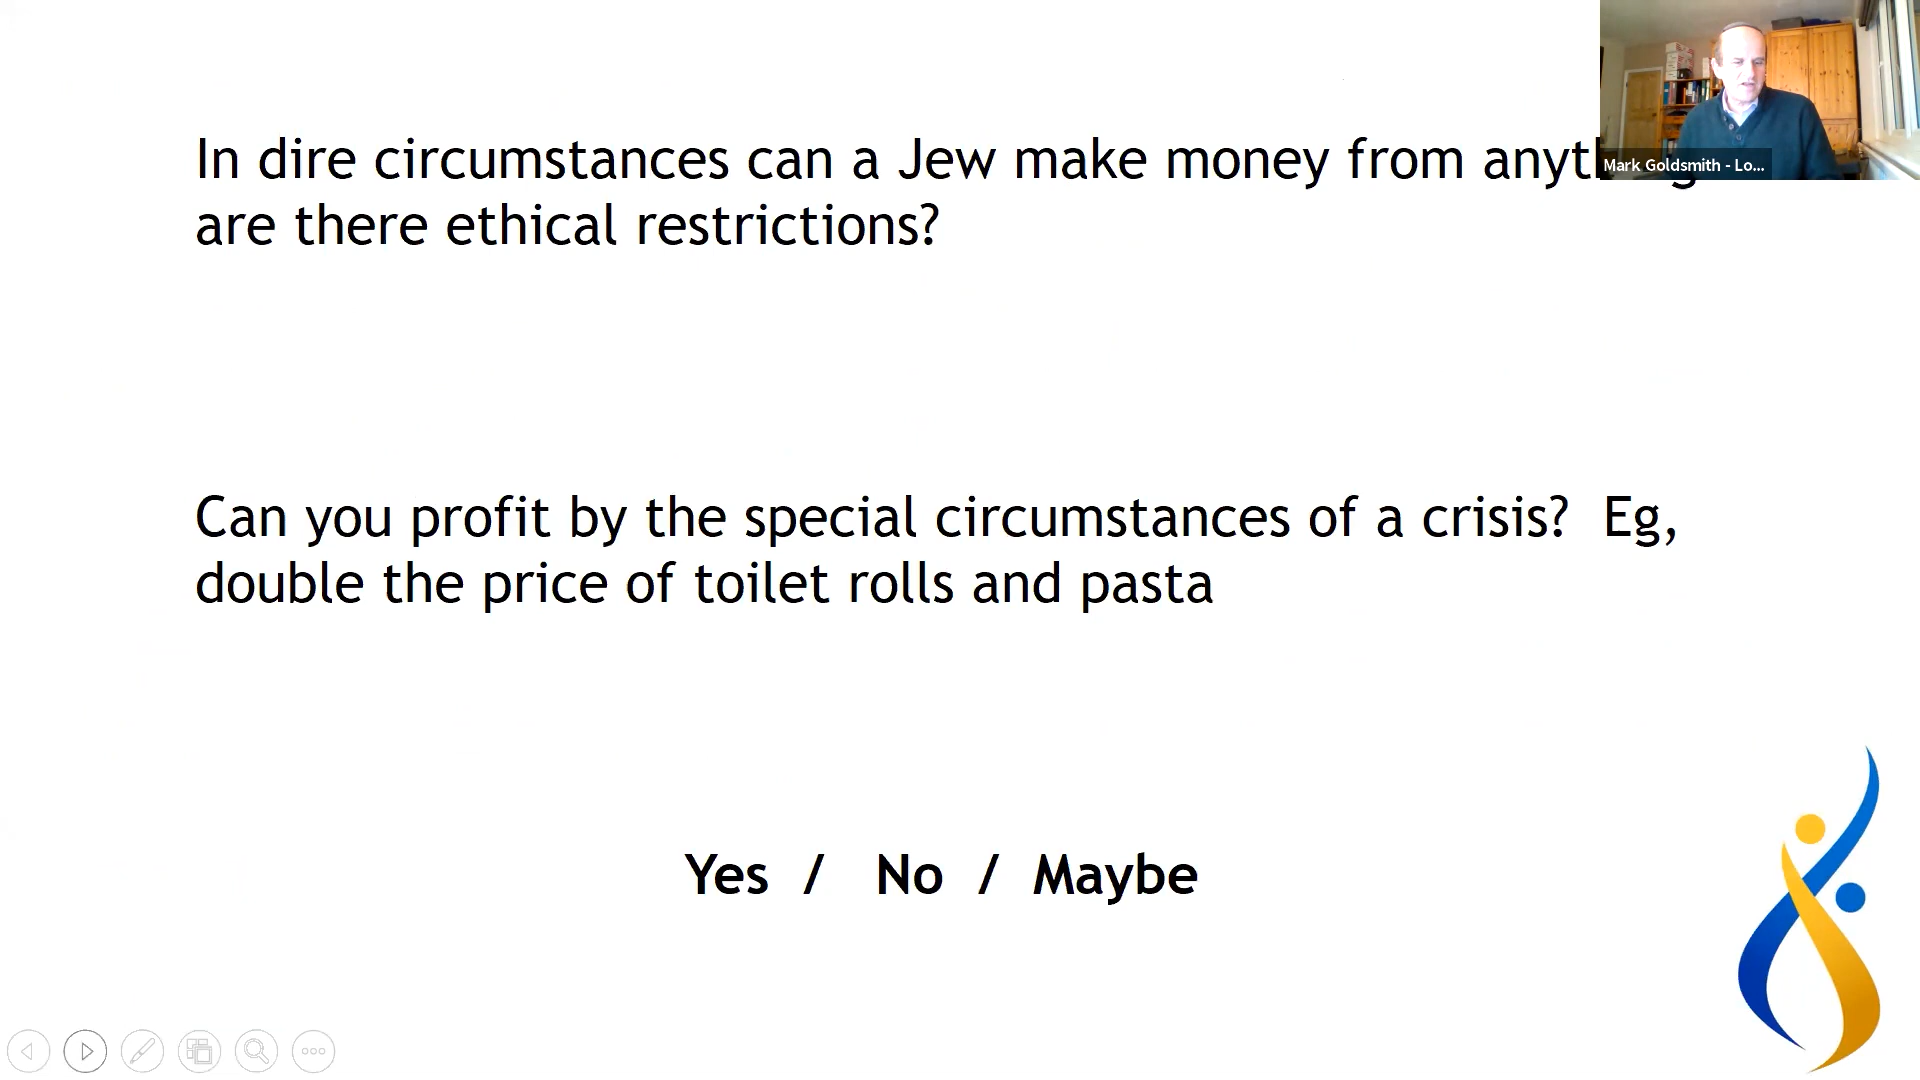 In dire circumstances can a Jew make money from
are there ethical restrictions?
Can you profit by the special circumstances of a crisis?  Eg,
double the price of toilet rolls and pasta
Yes  /   No  /  Maybe
Mark Goldsmith - Lo...